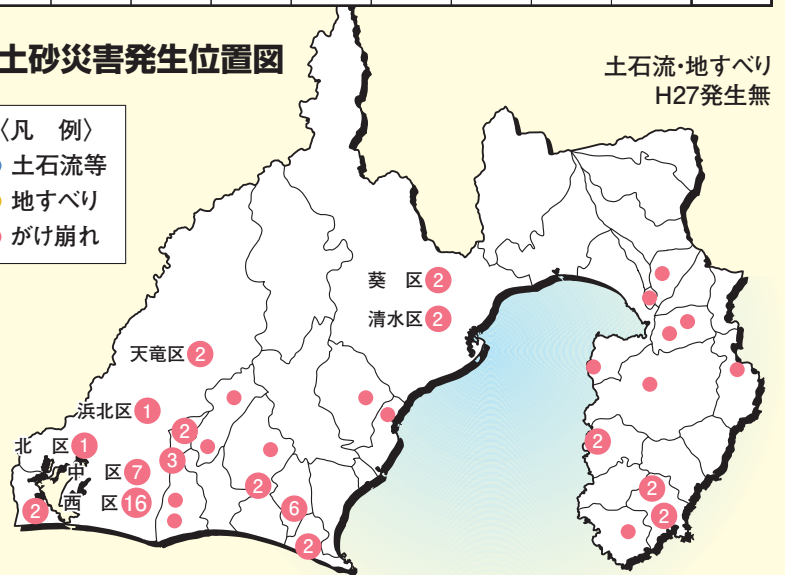 土砂災害発生位置図
土石流・地すべり
H27発生無
〈凡　例〉
土石流等
地すべり
がけ崩れ
葵　区 2
清水区 2
天竜区 2
浜北区 1
2
北　区 1
3
中　区 7
2
2
2
西　区 16
2
6
2
2